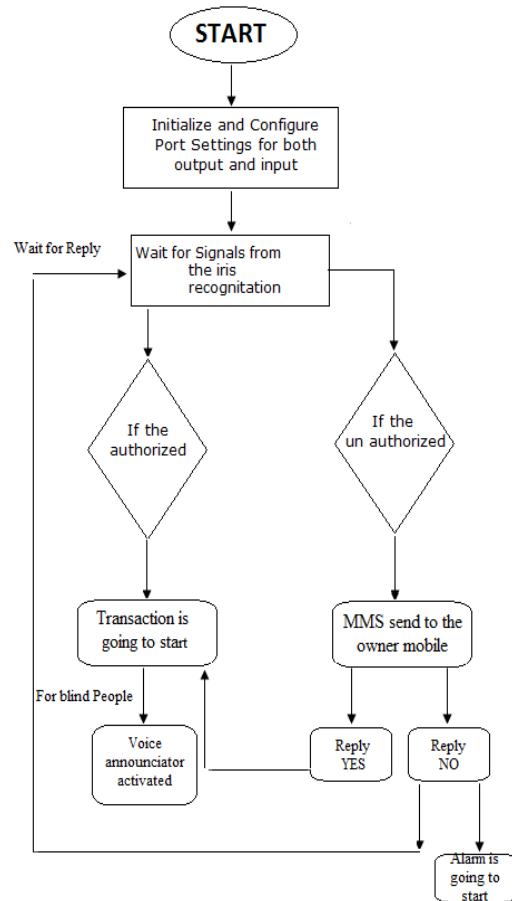 START
Initialize and Configure
Port Settings for both
output and input
Wait for Reply
Wait for Signals from
the iris
recognitation
If the
authorized
If the
un authorized
Transaction is
going to start
MMS send to the
owner mobile
For blind People
Voice
announciator
activated
Reply
YES
Reply
NO
Alarm is
going to
start